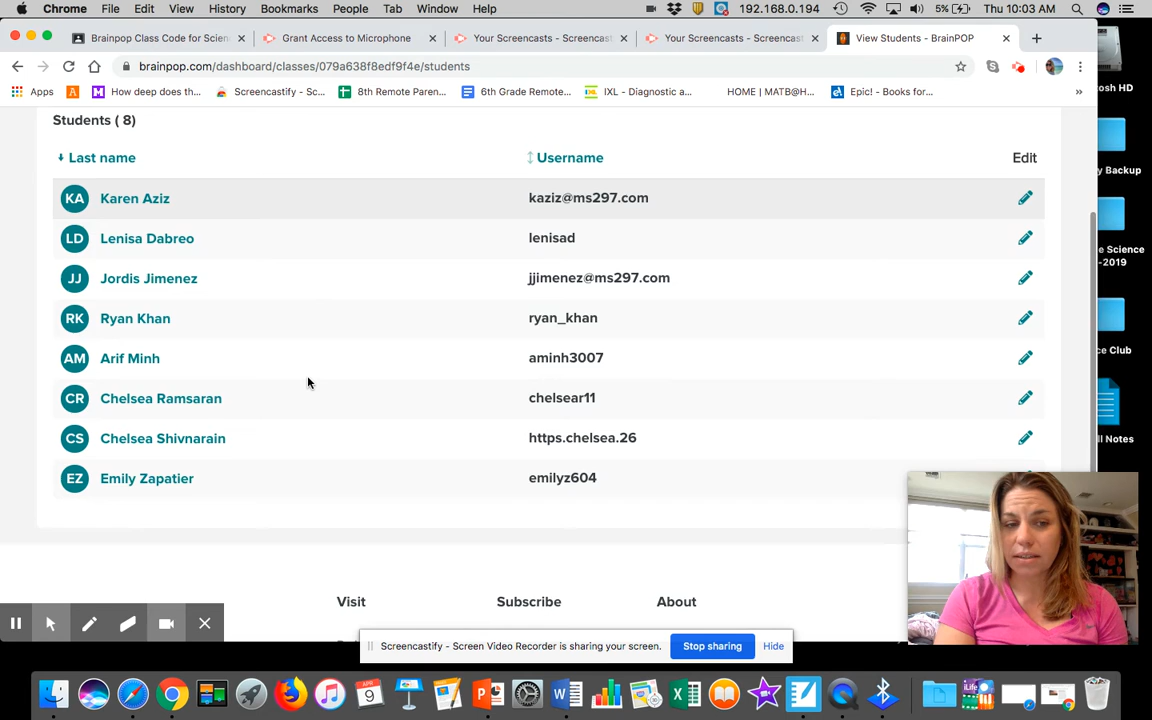 Chrome File Edit View History Bookmarks People Tab Window Help 192.168.0.194 5% Thu 10:03 AM
Brainpop Class Code for Scien Grant Access to Microphone Your Screencasts - Screencast Your Screencasts - Screencast View Students - BrainPOP
brainpop.com/dashboard/classes/079a638f8edf9f4e/students
Apps How deep does th... Screencastify - Sc... 8th Remote Paren... 6th Grade Remote... IXL - Diagnostic a... HOME | MATB@H... Epic! - Books for... »
Students ( 8)
Last name Username Edit
KA Karen Aziz kaziz@ms297.com
LD Lenisa Dabreo lenisad
JJ Jordis Jimenez jjimenez@ms297.com
RK Ryan Khan ryan_khan
AM Arif Minh aminh3007
CR Chelsea Ramsaran chelsear11
CS Chelsea Shivnarain https.chelsea.26
EZ Emily Zapatier emilyz604
Visit Subscribe About
Screencastify - Screen Video Recorder is sharing your screen. Stop sharing Hide
tosh HD
y Backup
e Science
-2019
ce Club
ll Notes